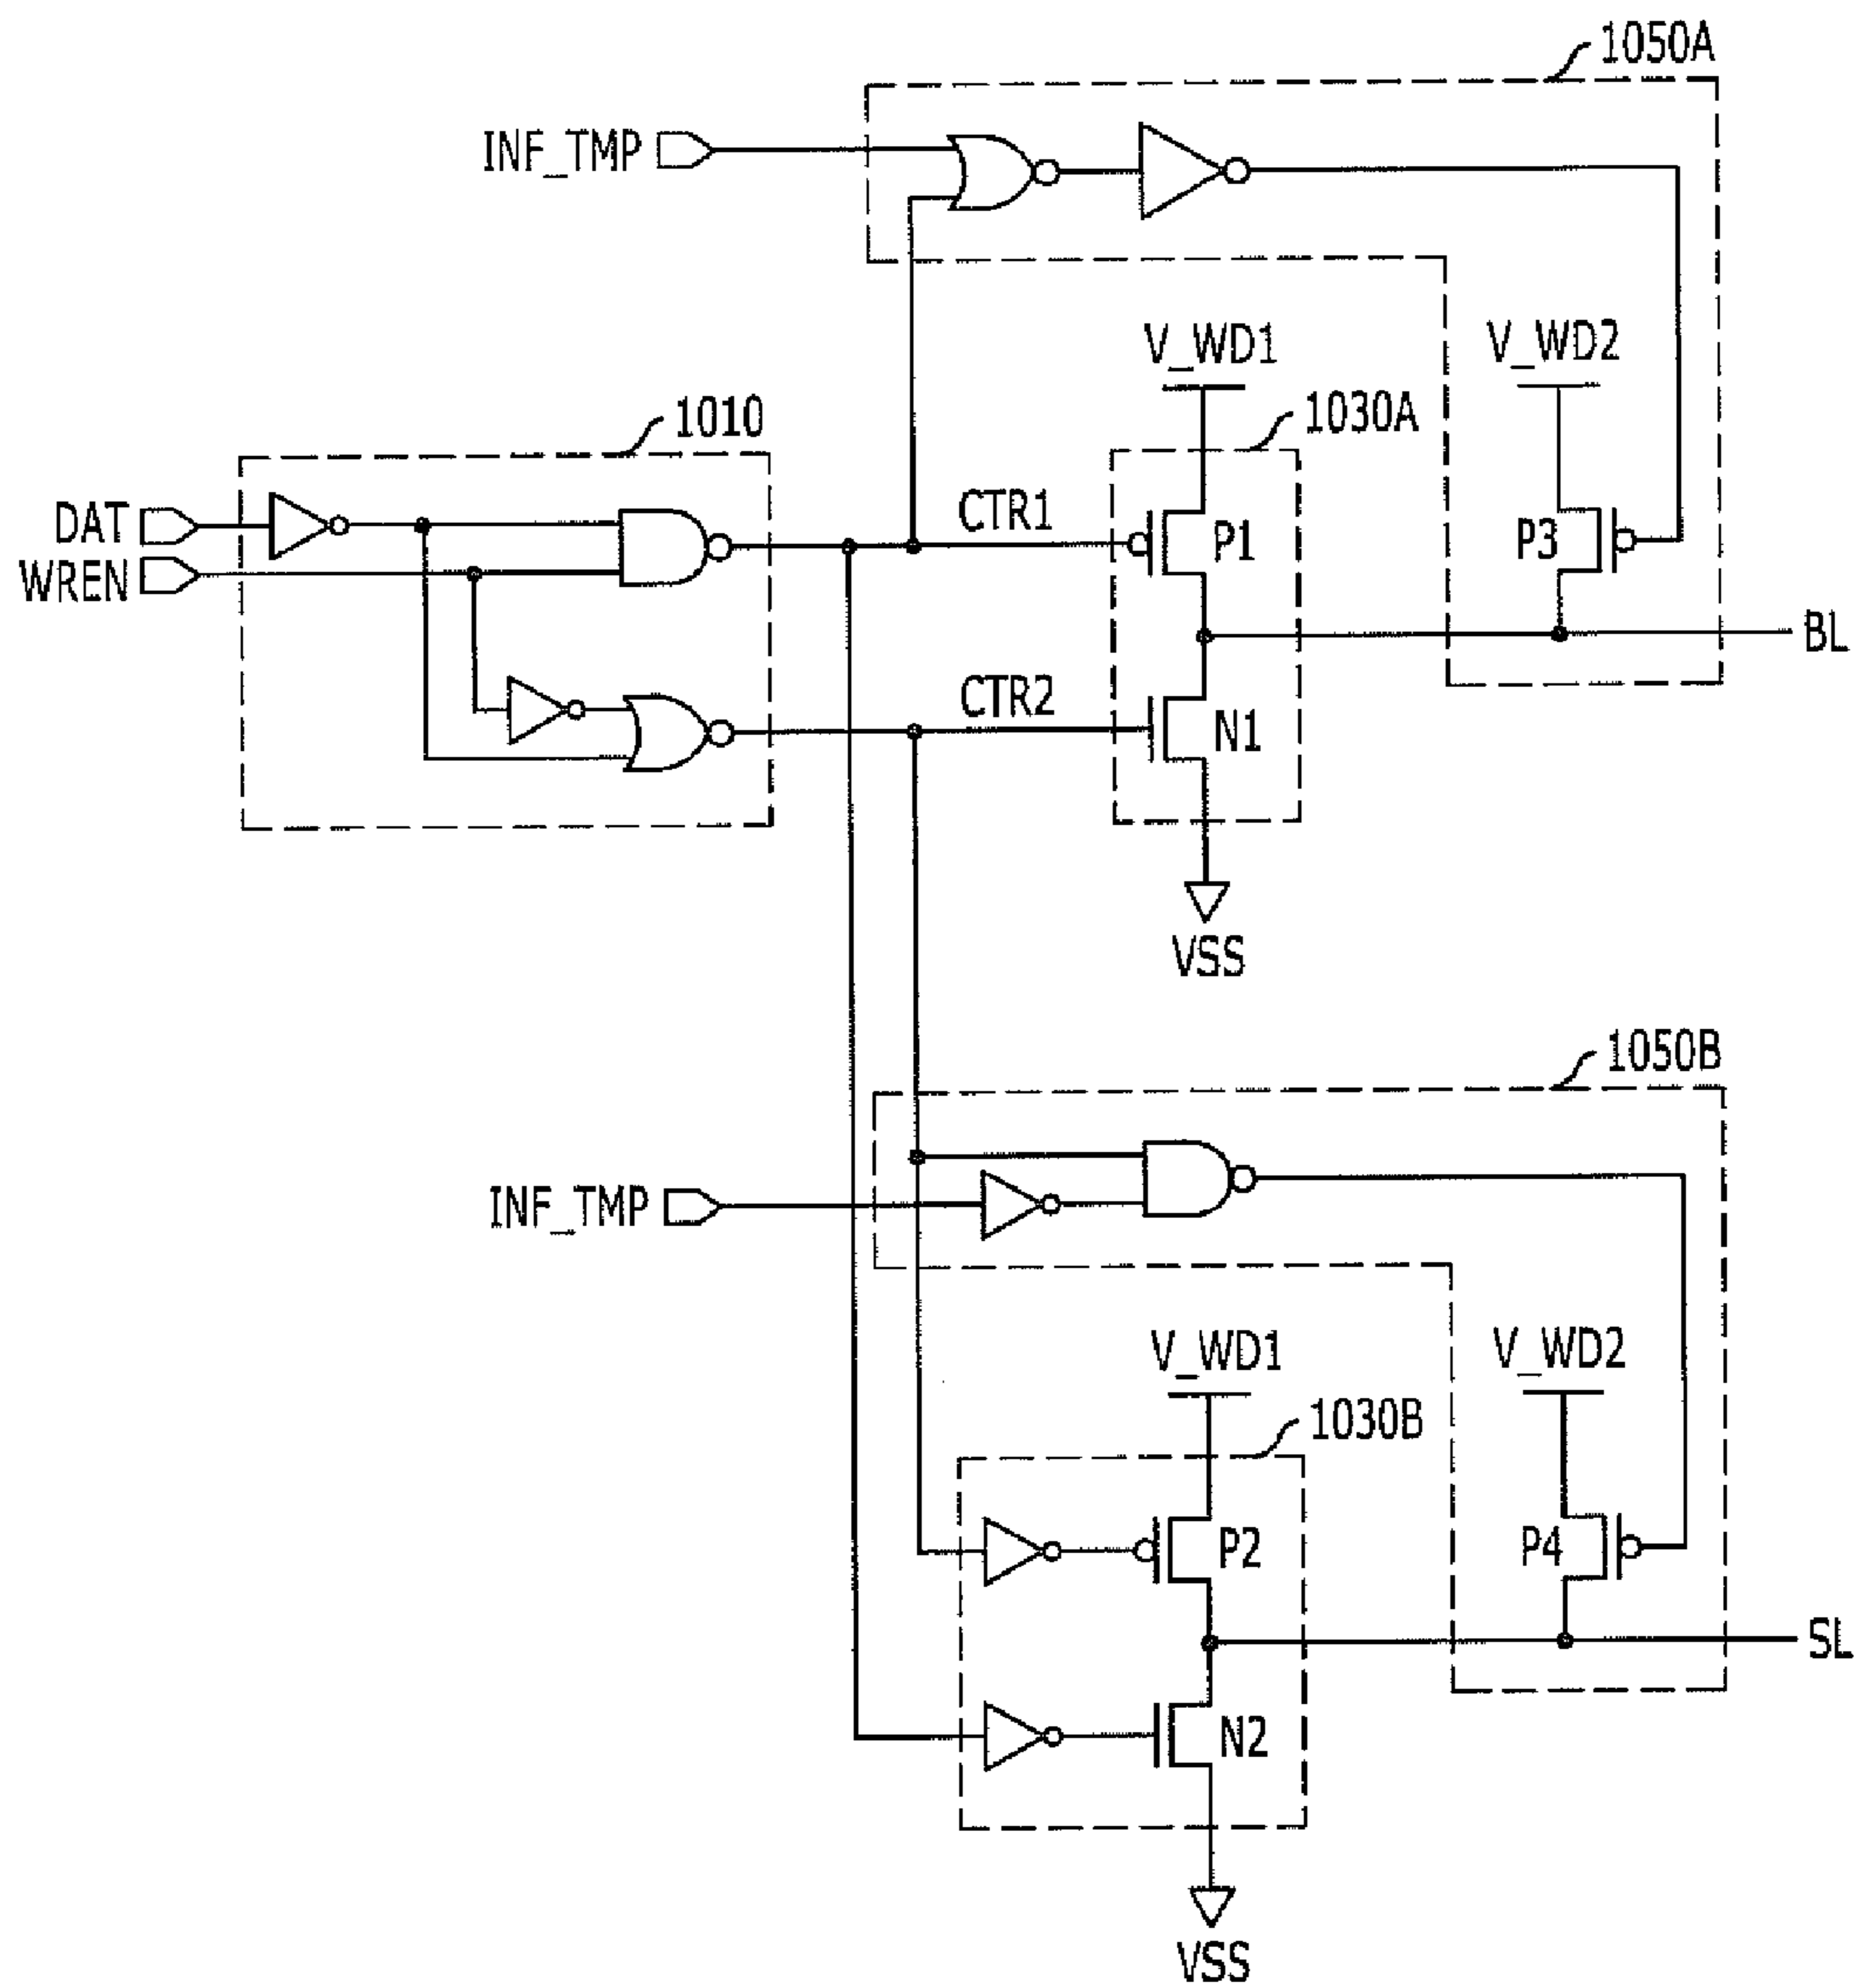 1050A
INF_TMP
V_WD1
V_WD2
1010
1030A
DAT
CTR1
P1
P3
WREN
BL
CTR2
N1
VSS
1050B
INF_TMP
V_WD1
V_WD2
1030B
P2
P4
SL
N2
VSS